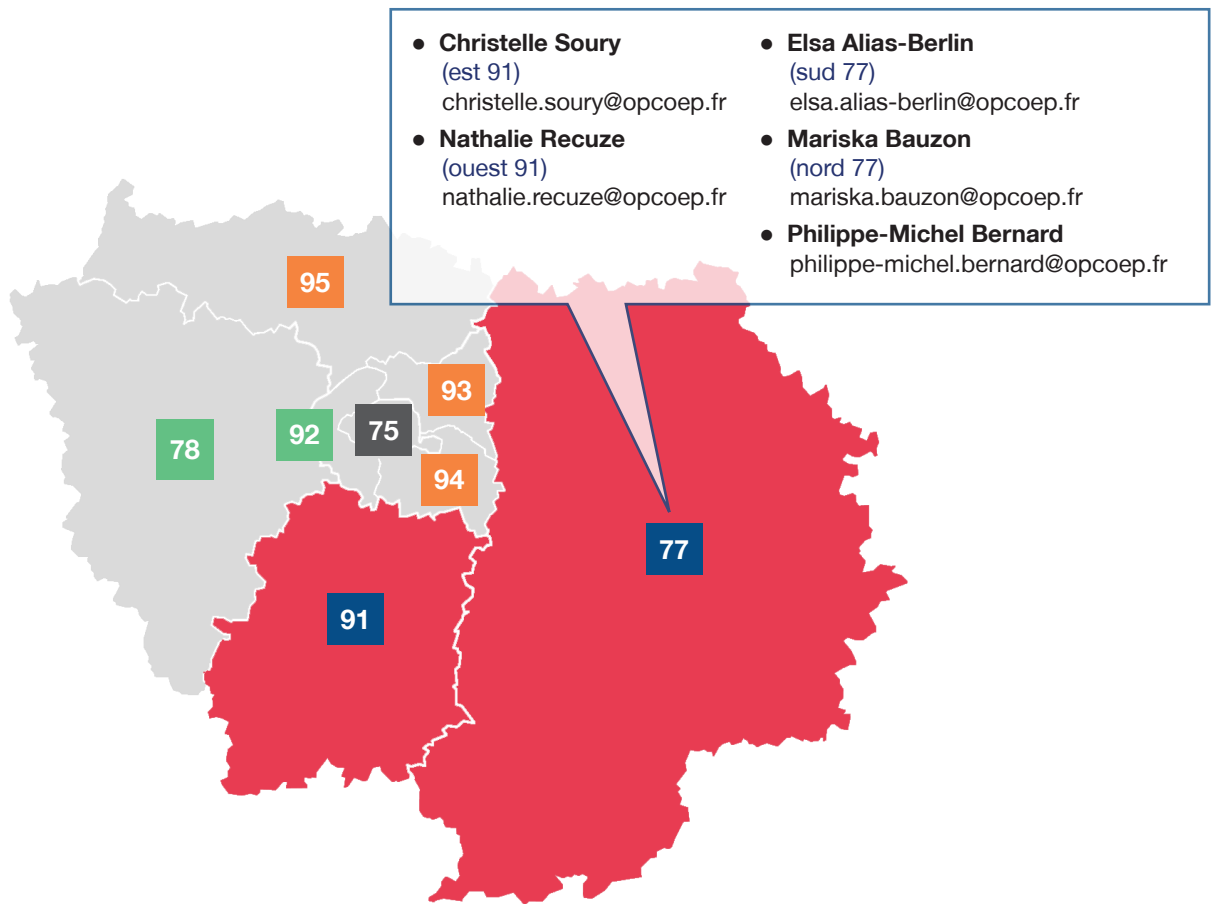 ● Christelle Soury
(est 91)
christelle.soury@opcoep.fr
● Nathalie Recuze
(ouest 91)
nathalie.recuze@opcoep.fr
● Elsa Alias-Berlin
(sud 77)
elsa.alias-berlin@opcoep.fr
● Mariska Bauzon
(nord 77)
mariska.bauzon@opcoep.fr
● Philippe-Michel Bernard
philippe-michel.bernard@opcoep.fr
95
93
78
92
75
94
77
91